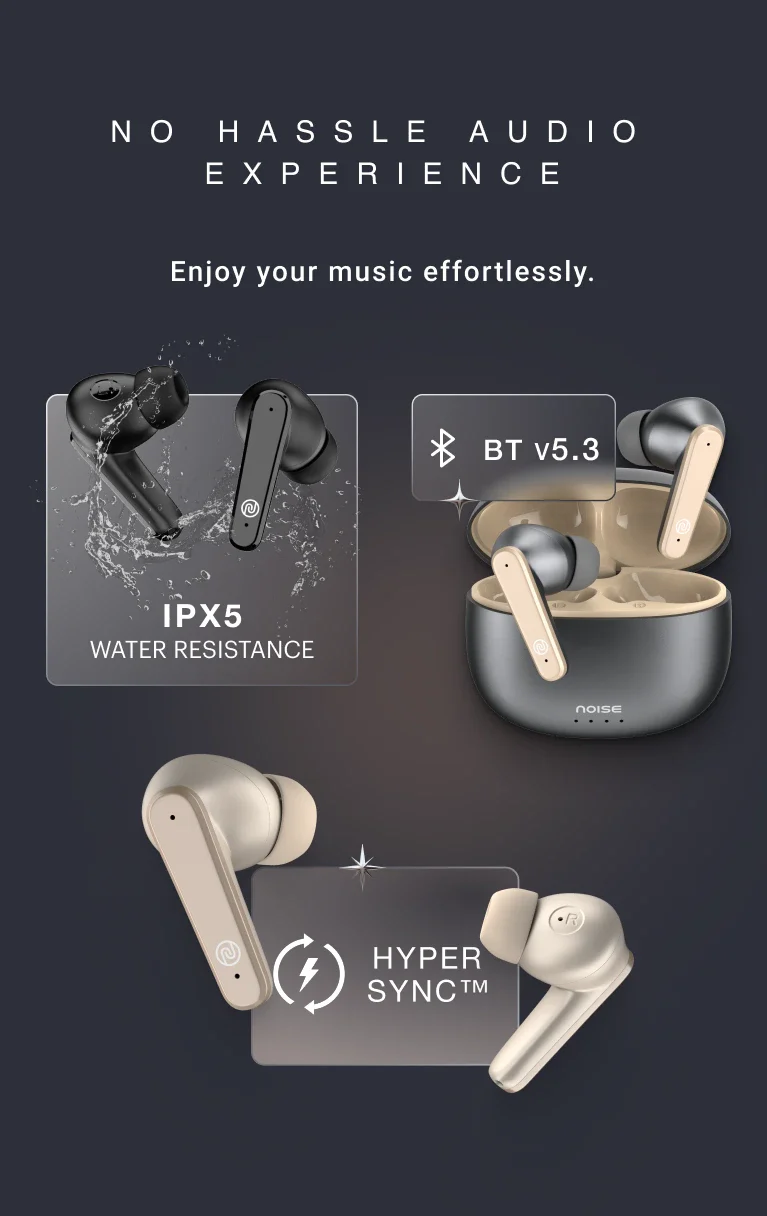 NO HASSLE AUDIO
EXPERIENCE
Enjoy your music effortlessly.
BT v5.3
IPX5
WATER RESISTANCE
NOISE
R
HYPER
SYNC™